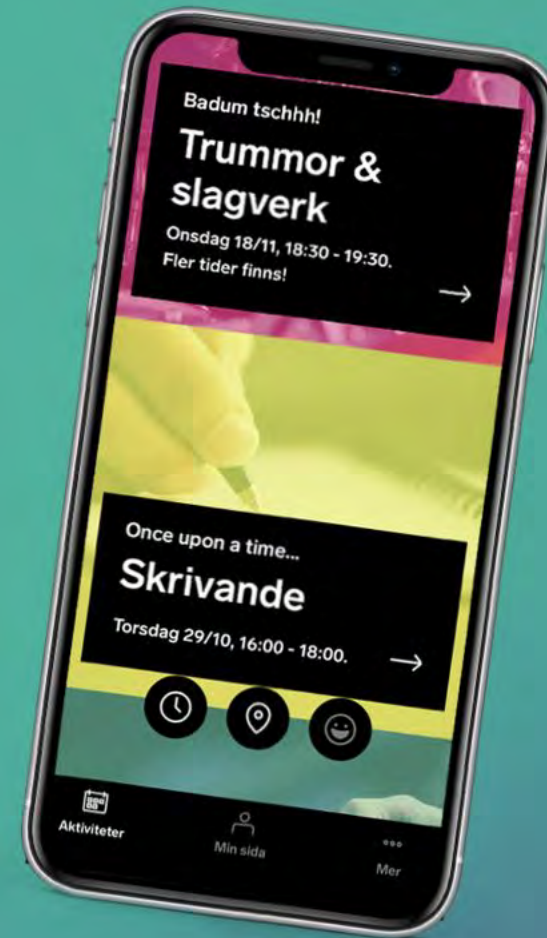 Badum tschhh!
Trummor &
slagverk
Onsdag 18/11, 18:30 - 19:30.
Fler tider finns!
Once upon a time...
Skrivande
Torsdag 29/10, 16:00 - 18:00.
Aktiviteter
Min sida
Mer